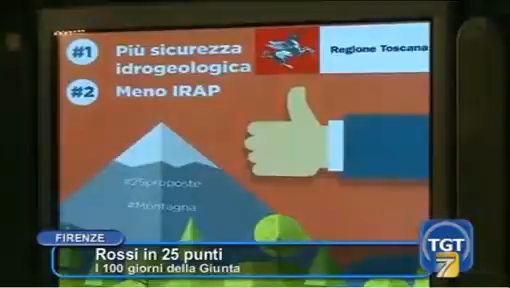 #1 Più sicurezza
idrogeologica
Regione Toscana
#2 Meno IRAP
#25proposte
#Montagna
FIRENZE
Rossi in 25 punti
I 100 giorni della Giunta
TGT
7